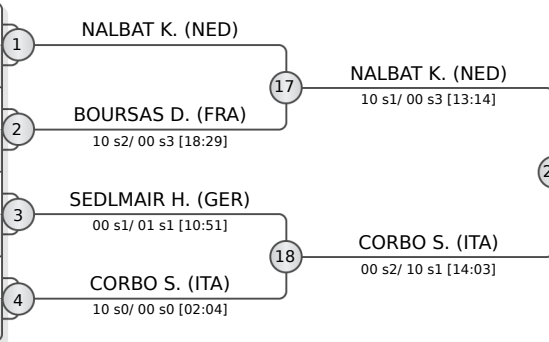 1
NALBAT K. (NED)
17
NALBAT K. (NED)
10 s1/ 00 s3 [13:14]
2
BOURSAS D. (FRA)
10 s2/ 00 s3 [18:29]
3
SEDLMAIR H. (GER)
00 s1/ 01 s1 [10:51]
18
CORBO S. (ITA)
00 s2/ 10 s1 [14:03]
4
CORBO S. (ITA)
10 s0/ 00 s0 [02:04]